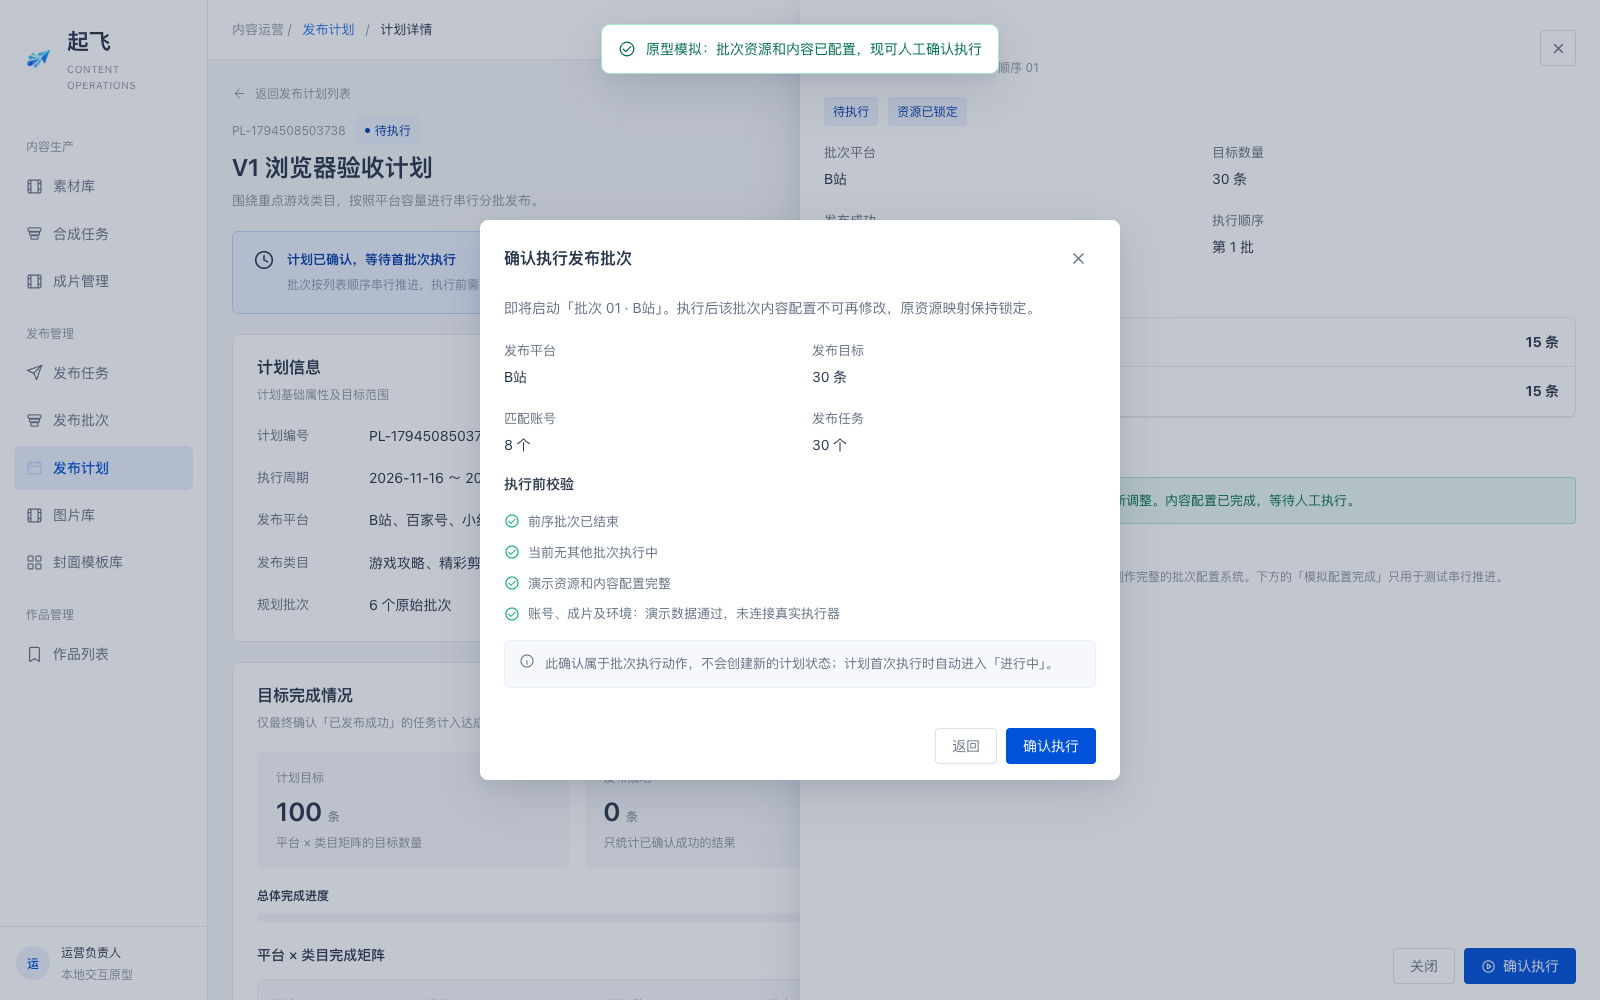 起飞
CONTENT
OPERATIONS
内容生产
素材库
合成任务
成片管理
发布管理
发布任务
发布批次
发布计划
图片库
封面模板库
作品管理
作品列表
运
运营负责人
本地交互原型
内容运营 / 发布计划 / 计划详情
返回发布计划列表
PL-1794508503738 待执行
V1 浏览器验收计划
围绕重点游戏类目，按照平台容量进行串行分批发布。
计划已确认，等待首批次执行
批次按列表顺序串行推进，执行前需
计划信息
计划基础属性及目标范围
计划编号 PL-17945085037
执行周期 2026-11-16 ～ 20
发布平台 B站、百家号、小红
发布类目 游戏攻略、精彩剪
规划批次 6 个原始批次
目标完成情况
仅最终确认「已发布成功」的任务计入达成
计划目标
100 条
平台 × 类目矩阵的目标数量
发布成功
0 条
只统计已确认成功的结果
总体完成进度
平台 × 类目完成矩阵
原型模拟：批次资源和内容已配置，现可人工确认执行
顺序 01
待执行 资源已锁定
批次平台
B站
目标数量
30 条
发布成功
执行顺序
第 1 批
15 条
15 条
新调整。内容配置已完成，等待人工执行。
制作完整的批次配置系统。下方的「模拟配置完成」只用于测试串行推进。
关闭 确认执行
确认执行发布批次
即将启动「批次 01 · B站」。执行后该批次内容配置不可再修改，原资源映射保持锁定。
发布平台
B站
发布目标
30 条
匹配账号
8 个
发布任务
30 个
执行前校验
前序批次已结束
当前无其他批次执行中
演示资源和内容配置完整
账号、成片及环境：演示数据通过，未连接真实执行器
此确认属于批次执行动作，不会创建新的计划状态；计划首次执行时自动进入「进行中」。
返回 确认执行